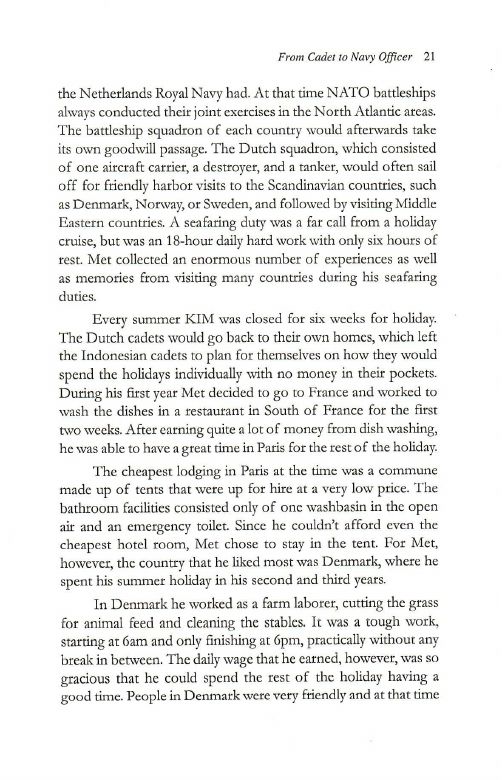 From Cadet to Navy Officer 21
the Netherlands Royal Navy had. At that time NATO battleships
always conducted their joint exercises in the North Atlantic areas.
The battleship squadron of each country would afterwards take
its own goodwill passage. The Dutch squadron, which consisted
of one aircraft carrier, a destroyer, and a tanker, would often sail
off for friendly harbor visits to the Scandinavian countries, such
as Denmark, Norway, or Sweden, and followed by visiting Middle
Eastern countries. A seafaring duty was a far call from a holiday
cruise, but was an 18-hour daily hard work with only six hours of
rest. Met collected an enormous number of experiences as well
as memories from visiting many countries during his seafaring
duties.
Every summer KIM was closed for six weeks for holiday.
The Dutch cadets would go back to their own homes, which left
the Indonesian cadets to plan for themselves on how they would
spend the holidays individually with no money in their pockets.
During his first year Met decided to go to France and worked to
wash the dishes in a restaurant in South of France for the first
two weeks. After earning quite a lot of money from dish washing,
he was able to have a great time in Paris for the rest of the holiday.
The cheapest lodging in Paris at the time was a commune
made up of tents that were up for hire at a very low price. The
bathroom facilities consisted only of one washbasin in the open
air and an emergency toilet. Since he couldn't afford even the
cheapest hotel room, Met chose to stay in the tent. For Met,
however, the country that he liked most was Denmark, where he
spent his summer holiday in his second and third years.
In Denmark he worked as a farm laborer, cutting the grass
for animal feed and cleaning the stables. It was a tough work,
starting at 6am and only finishing at 6pm, practically without any
break in between. The daily wage that he earned, however, was so
gracious that he could spend the rest of the holiday having a
good time. People in Denmark were very friendly and at that time